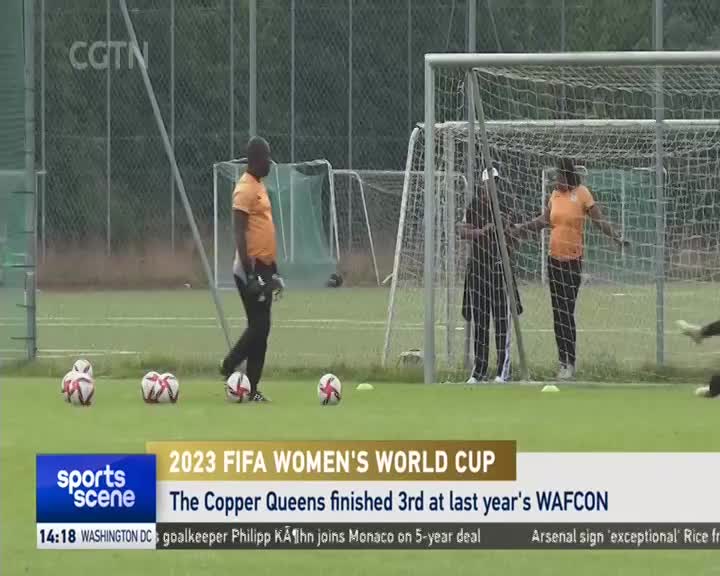 CGTN
2023 FIFA WOMEN'S WORLD CUP
sports
scene
The Copper Queens finished 3rd at last year's WAFCON
14:18 WASHINGTON DC
s goalkeeper Philipp KÃ¶hn joins Monaco on 5-year deal Arsenal sign 'exceptional' Rice fr